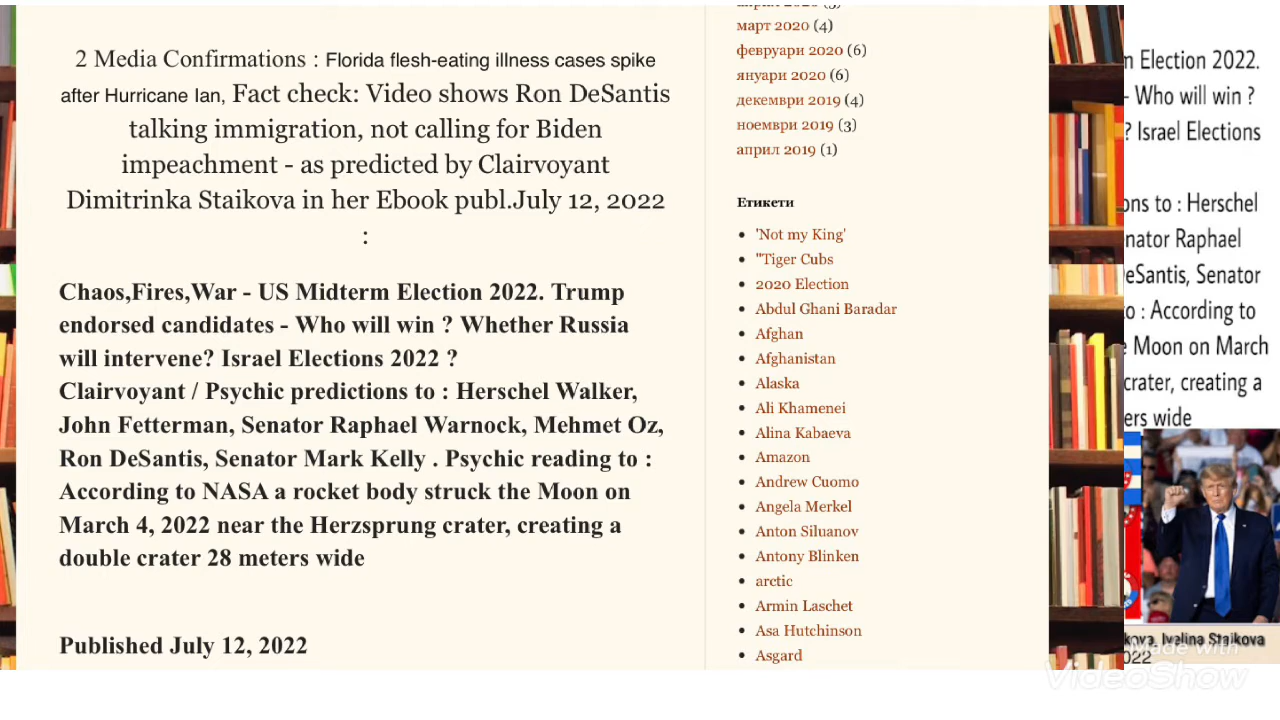 2 Media Confirmations : Florida flesh-eating illness cases spike
after Hurricane Ian, Fact check: Video shows Ron DeSantis
talking immigration, not calling for Biden
impeachment - as predicted by Clairvoyant
Dimitrinka Staikova in her Ebook publ.July 12, 2022
:
Chaos,Fires,War - US Midterm Election 2022. Trump
endorsed candidates - Who will win ? Whether Russia
will intervene? Israel Elections 2022 ?
Clairvoyant / Psychic predictions to : Herschel Walker,
John Fetterman, Senator Raphael Warnock, Mehmet Oz,
Ron DeSantis, Senator Mark Kelly . Psychic reading to :
According to NASA a rocket body struck the Moon on
March 4, 2022 near the Herzsprung crater, creating a
double crater 28 meters wide
Published July 12, 2022
март 2020 (4)
февруари 2020 (6)
януари 2020 (6)
декември 2019 (4)
ноември 2019 (3)
април 2019 (1)
Етикети
'Not my King'
"Tiger Cubs
2020 Election
Abdul Ghani Baradar
Afghan
Afghanistan
Alaska
Ali Khamenei
Alina Kabaeva
Amazon
Andrew Cuomo
Angela Merkel
Anton Siluanov
Antony Blinken
arctic
Armin Laschet
Asa Hutchinson
Asgard
Election 2022.
- Who will win ?
? Israel Elections
to : Herschel
Raphael
Senator
: According to
Moon on March
crater, creating a
wide
Ivelina Staikova
Made with
VideoShow